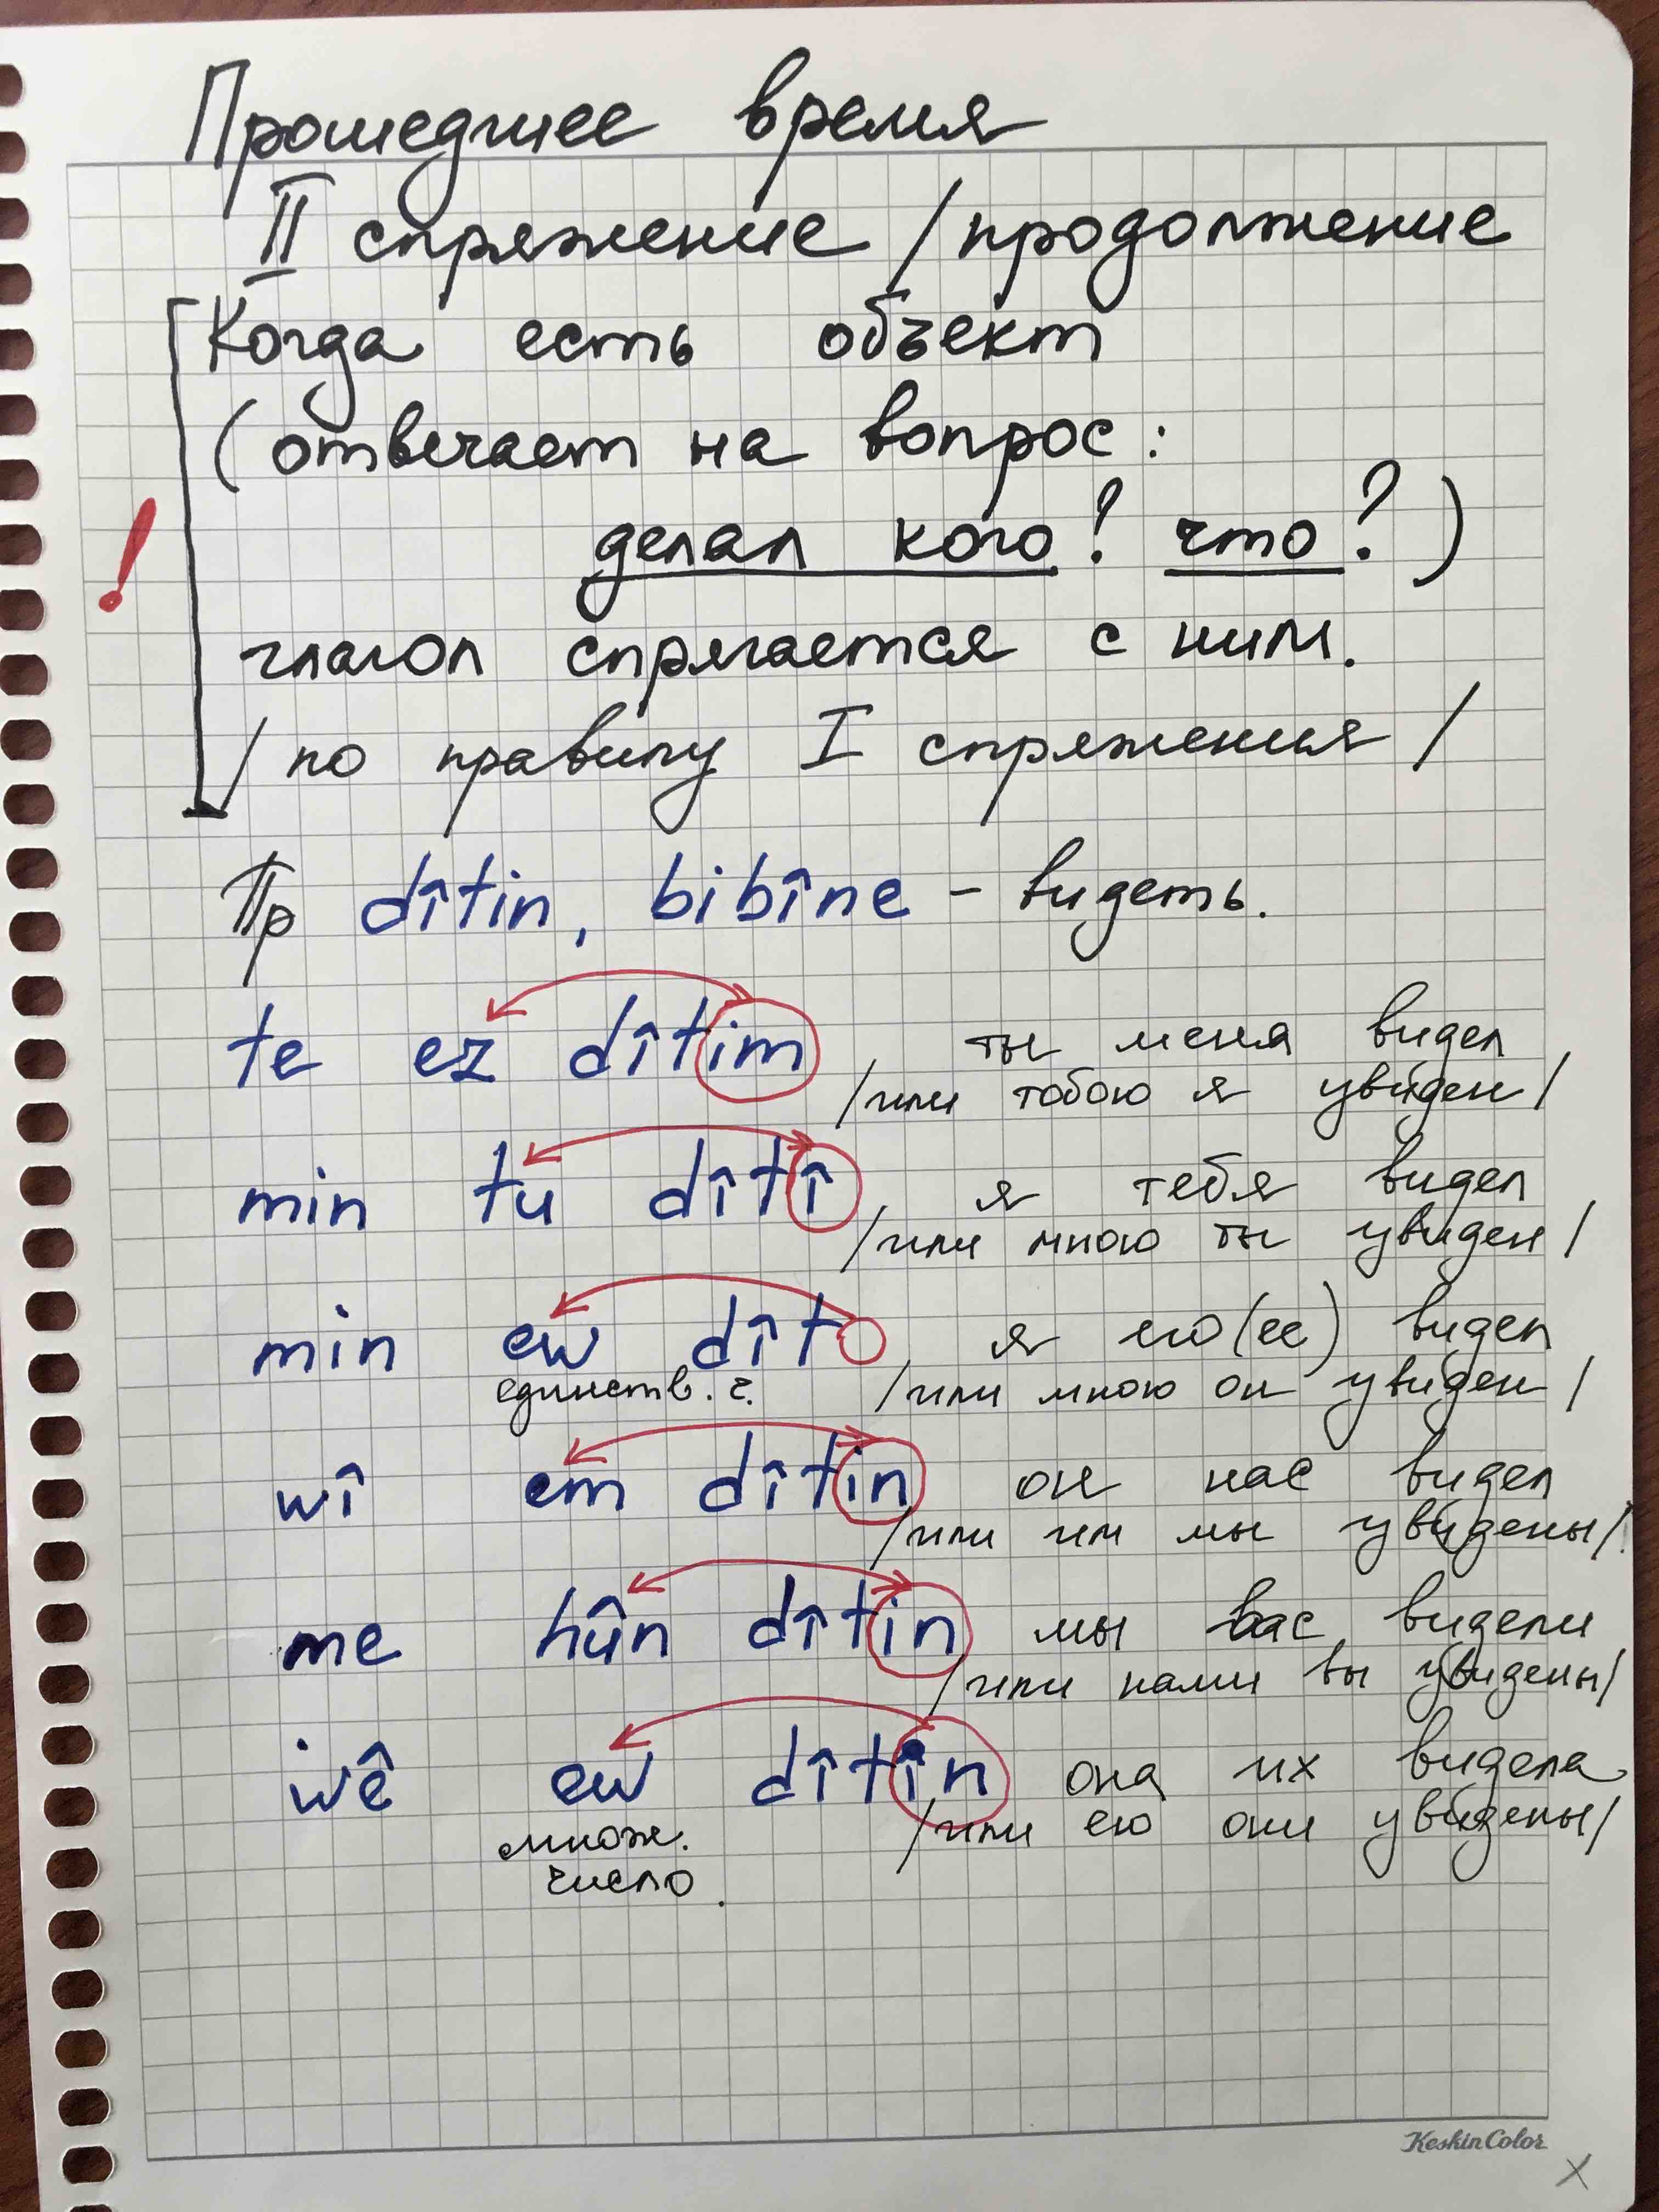 Прошедшее время
II спряжение / продолжение
Когда есть объект
(отвечает на вопрос:
делал кого? что?)
!
глагол спрягается с ним.
/ по правилу I спряжения /
Пр dîtin, bibîne - видеть.
te ez dîtim ты меня видел
/или тобою я увиден/
min tu dîtî я тебя видел
/или мною ты увиден/
min ew dît я его(ее) видел
единств. ч. /или мною он увиден/
wî em dîtin он нас видел
/или им мы увидены/
me hûn dîtin мы вас видели
/или нами вы увидены/
wê ew dîtin она их видела
/или ею они увидены/
множ.
число.
KeskinColor
X